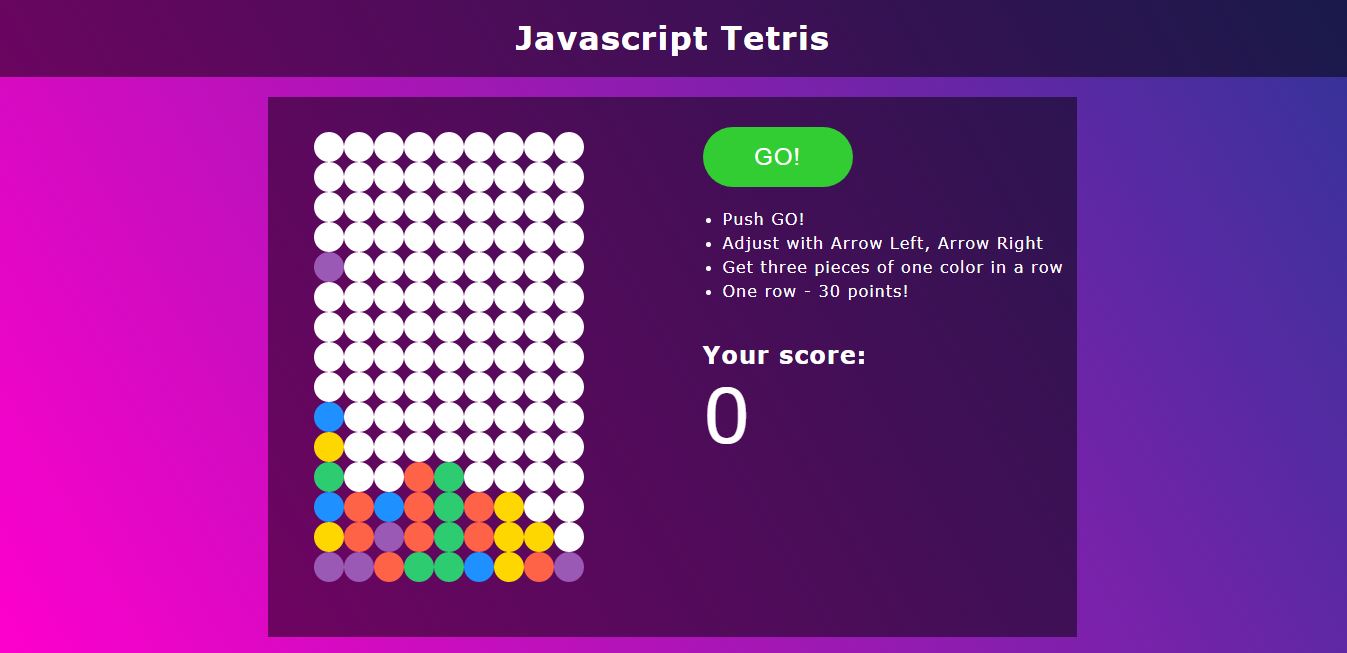 Javascript Tetris
GO!
• Push GO!
• Adjust with Arrow Left, Arrow Right
• Get three pieces of one color in a row
• One row - 30 points!
Your score:
0